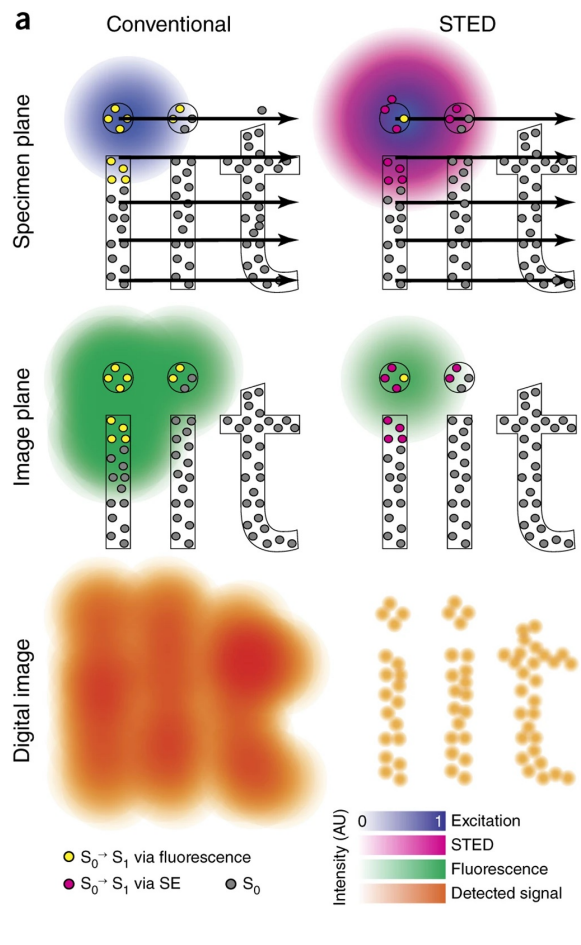 a
Conventional
STED
Specimen plane
Image plane
Digital image
S₀→ S₁ via fluorescence
S₀→ S₁ via SE
S₀
Intensity (AU)
0
1
Excitation
STED
Fluorescence
Detected signal